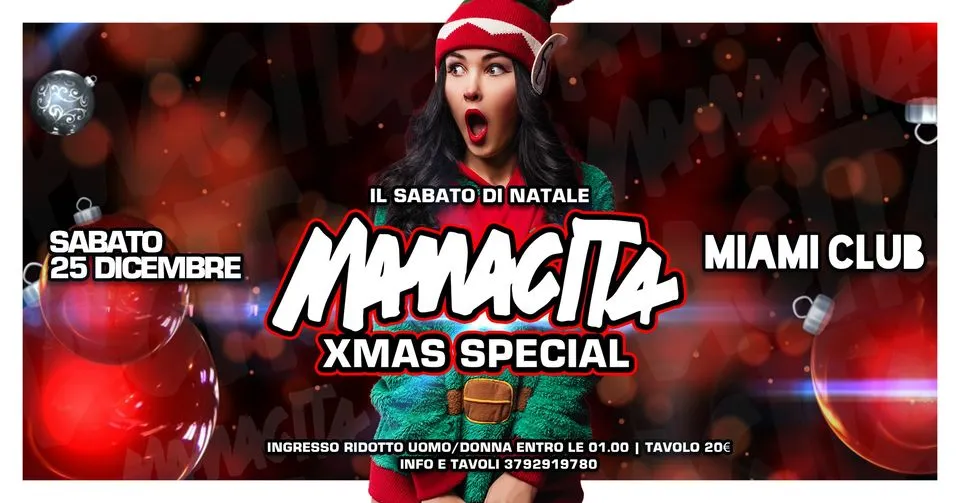 IL SABATO DI NATALE
SABATO
25 DICEMBRE
MAMACITA
MIAMI CLUB
XMAS SPECIAL
INGRESSO RIDOTTO UOMO/DONNA ENTRO LE 01.00 | TAVOLO 20€
INFO E TAVOLI 3792919780